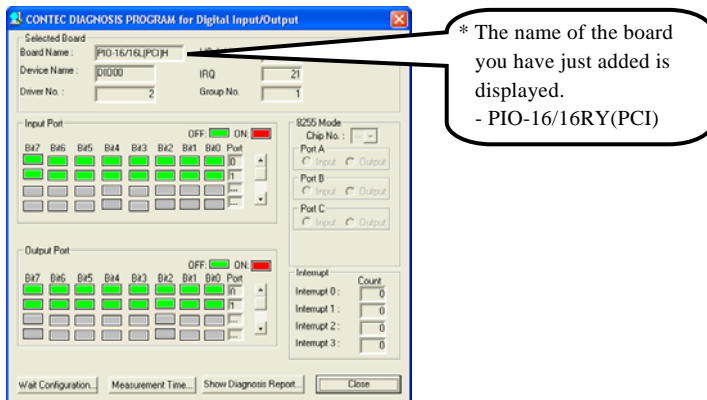 CONTEC DIAGNOSIS PROGRAM for Digital Input/Output
Selected Board
Board Name : PIO-16/16L(PCI)H
Device Name : DIO00 IRQ 21
Driver No. : 2 Group No. 1
* The name of the board
you have just added is
displayed.
- PIO-16/16RY(PCI)
Input Port
OFF: ON:
Bit7 Bit6 Bit5 Bit4 Bit3 Bit2 Bit1 Bit0 Port
0
1
---
---
8255 Mode
Chip No. : --
Port A
Input Output
Port B
Input Output
Port C
Input Output
Output Port
OFF: ON:
Bit7 Bit6 Bit5 Bit4 Bit3 Bit2 Bit1 Bit0 Port
0
1
---
---
Interrupt
Count
Interrupt 0 : 0
Interrupt 1 : 0
Interrupt 2 : 0
Interrupt 3 : 0
Wait Configuration... Measurement Time... Show Diagnosis Report... Close